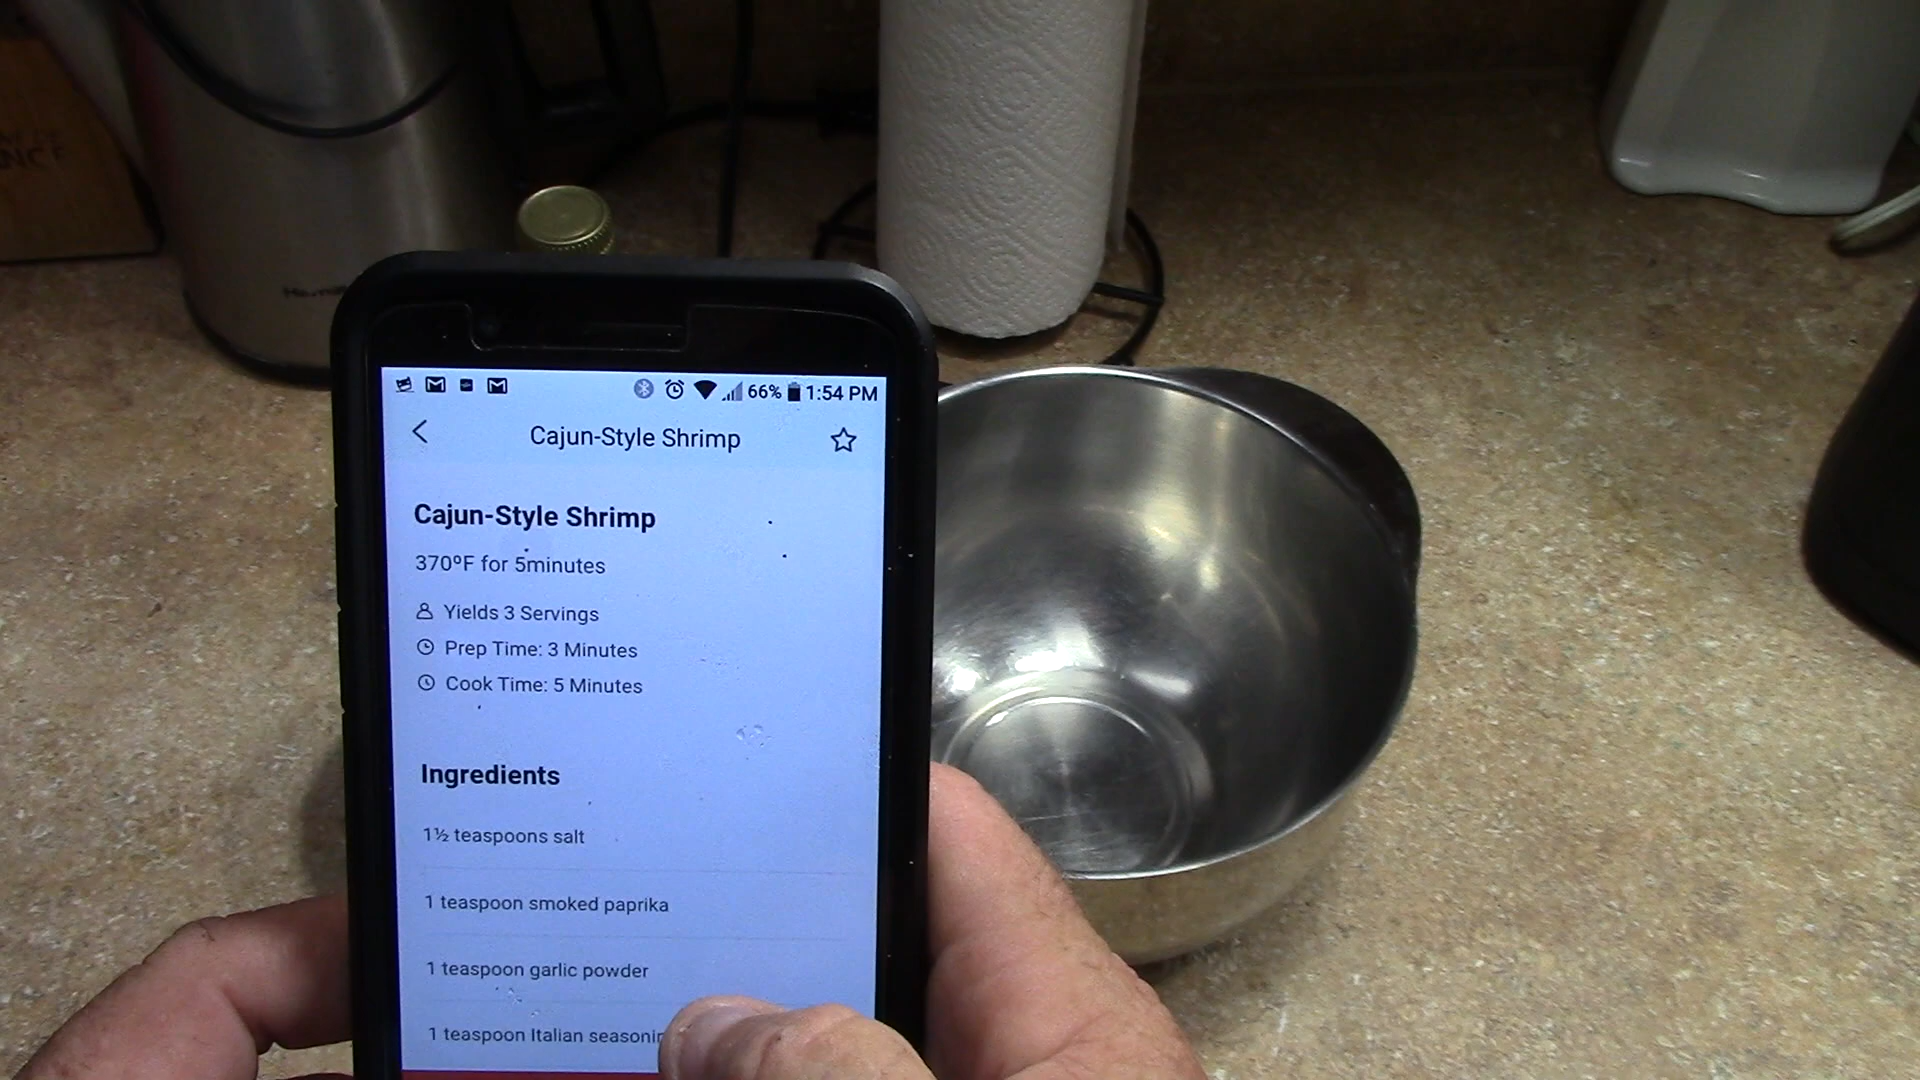 66% 1:54 PM
Cajun-Style Shrimp
Cajun-Style Shrimp
370ºF for 5minutes
Yields 3 Servings
Prep Time: 3 Minutes
Cook Time: 5 Minutes
Ingredients
1½ teaspoons salt
1 teaspoon smoked paprika
1 teaspoon garlic powder
1 teaspoon Italian